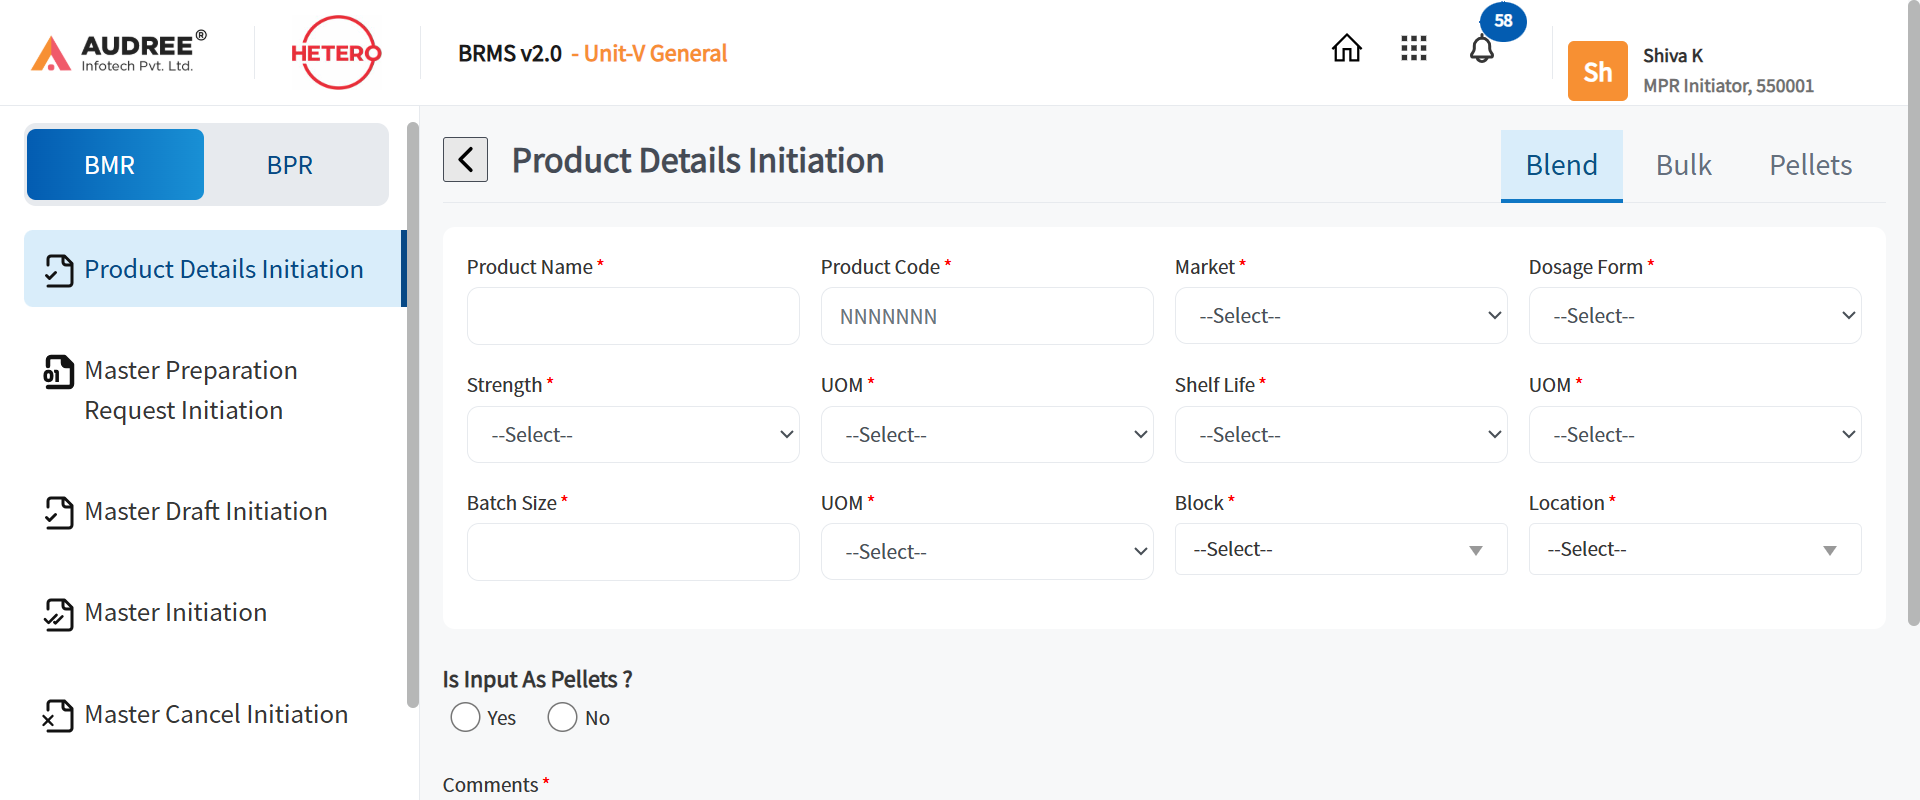 AUDREE®
Infotech Pvt. Ltd.
HETERO
BRMS v2.0 - Unit-V General
58
Sh
Shiva K
MPR Initiator, 550001
BMR
BPR
Product Details Initiation
Master Preparation
Request Initiation
Master Draft Initiation
Master Initiation
Master Cancel Initiation
Product Details Initiation
Blend
Bulk
Pellets
Product Name *
Product Code *
Market *
Dosage Form *
NNNNNNN
--Select--
--Select--
Strength *
UOM *
Shelf Life *
UOM *
--Select--
--Select--
--Select--
--Select--
Batch Size *
UOM *
Block *
Location *
--Select--
--Select--
--Select--
Is Input As Pellets ?
Yes
No
Comments *